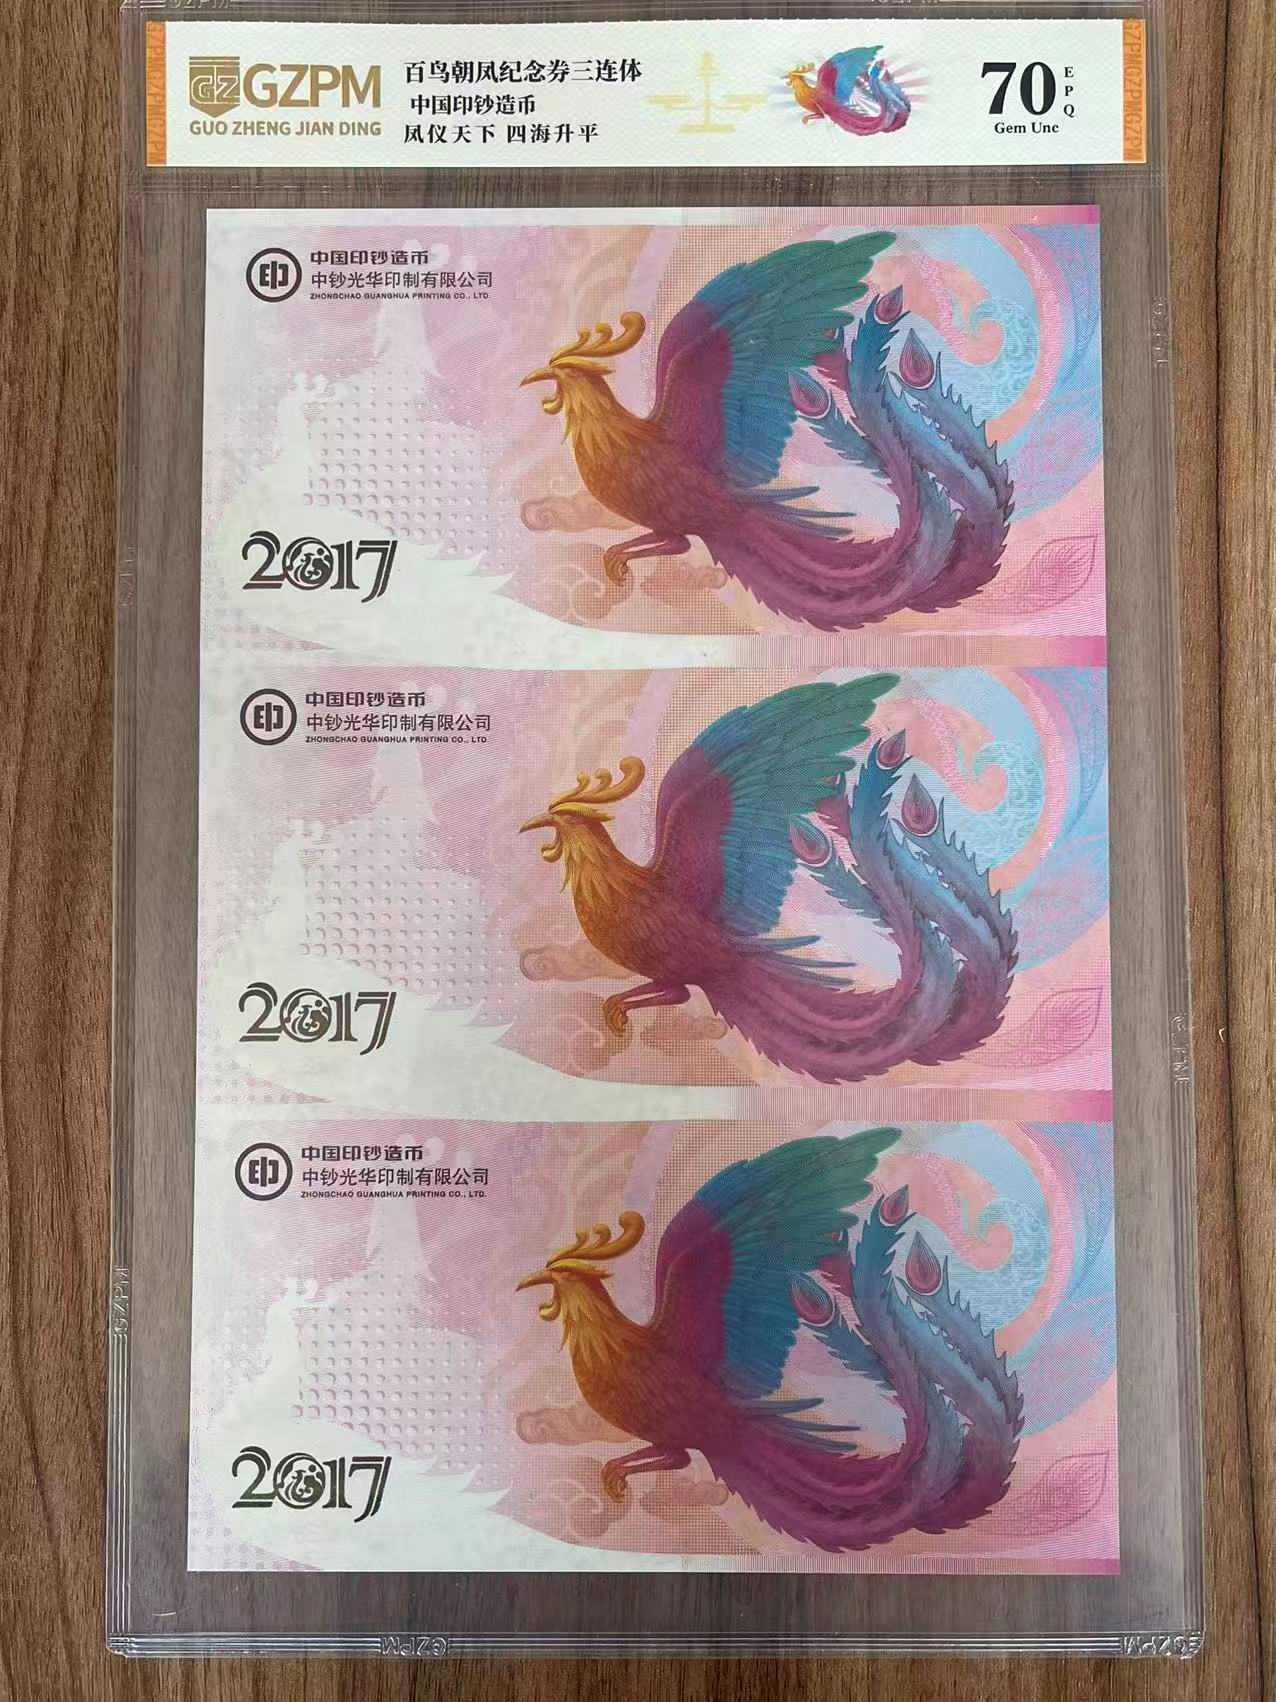 GZ GZPM
GUO ZHENG JIAN DING
百鸟朝凤纪念券三连体
中国印钞造币
凤仪天下 四海升平
70
EPQ
Gem Unc
中国印钞造币
中钞光华印制有限公司
ZHONGCHAO GUANGHUA PRINTING CO., LTD.
2017
中国印钞造币
中钞光华印制有限公司
ZHONGCHAO GUANGHUA PRINTING CO., LTD.
2017
中国印钞造币
中钞光华印制有限公司
ZHONGCHAO GUANGHUA PRINTING CO., LTD.
2017
GZPM